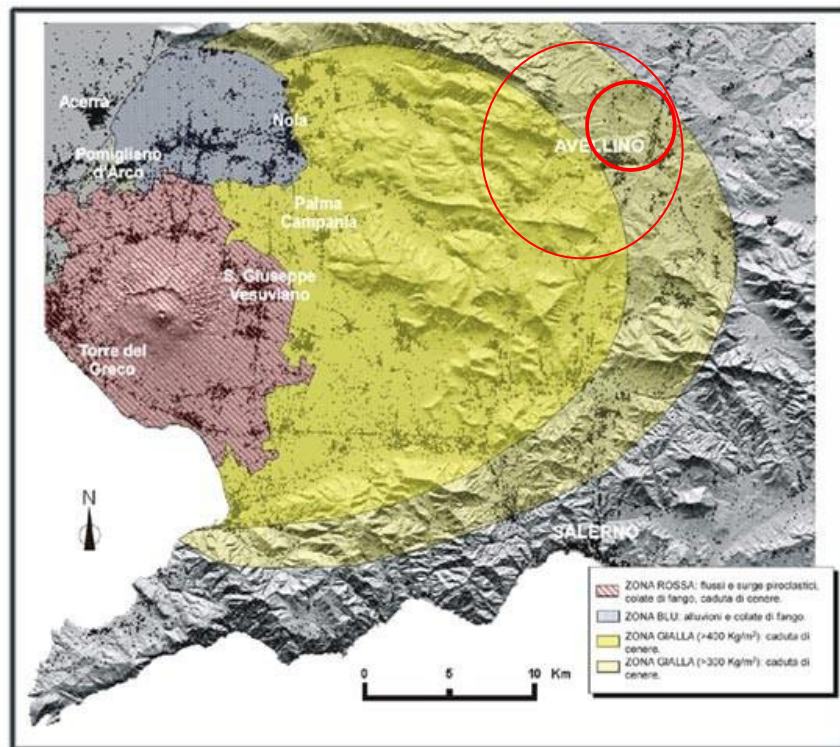 Acerra
Nola
Pomigliano
d'Arco
AVELLINO
Palma
Campania
S. Giuseppe
Vesuviano
Torre del
Greco
N
SALERNO
ZONA ROSSA: flussi e surge piroclastici,
colate di fango, caduta di cenere.
ZONA BLU: alluvioni e colate di fango.
ZONA GIALLA (>400 Kg/m²): caduta di
cenere.
ZONA GIALLA (>300 Kg/m²): caduta di
cenere.
0 5 10 Km